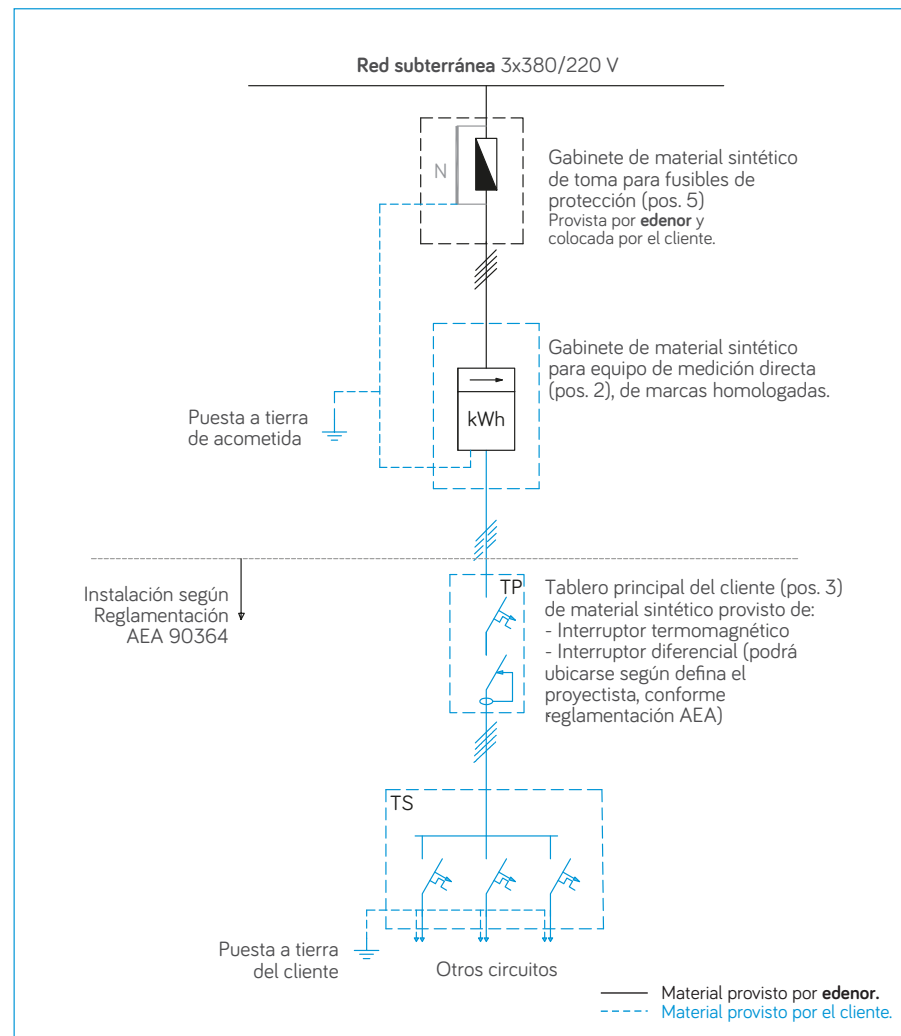 Red subterránea 3x380/220 V
N
Gabinete de material sintético
de toma para fusibles de
protección (pos. 5)
Provista por edenor y
colocada por el cliente.
Gabinete de material sintético
para equipo de medición directa
(pos. 2), de marcas homologadas.
kWh
Puesta a tierra
de acometida
Instalación según
Reglamentación
AEA 90364
TP
Tablero principal del cliente (pos. 3)
de material sintético provisto de:
- Interruptor termomagnético
- Interruptor diferencial (podrá
ubicarse según defina el
proyectista, conforme
reglamentación AEA)
TS
Puesta a tierra
del cliente
Otros circuitos
Material provisto por edenor.
Material provisto por el cliente.